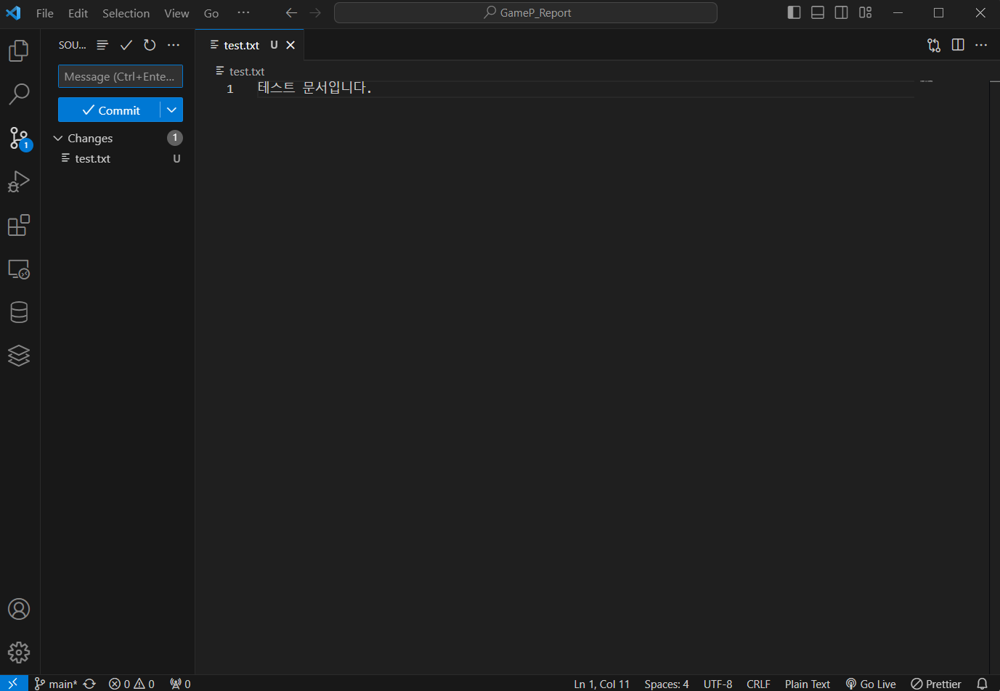 File Edit Selection View Go ··· GameP_Report
SOU... ···
test.txt U
···
Message (Ctrl+Ente...
test.txt
1 테스트 문서입니다.
Commit
Changes 1
test.txt U
1
main* 0 0 0 Ln 1, Col 11 Spaces: 4 UTF-8 CRLF Plain Text Go Live Prettier